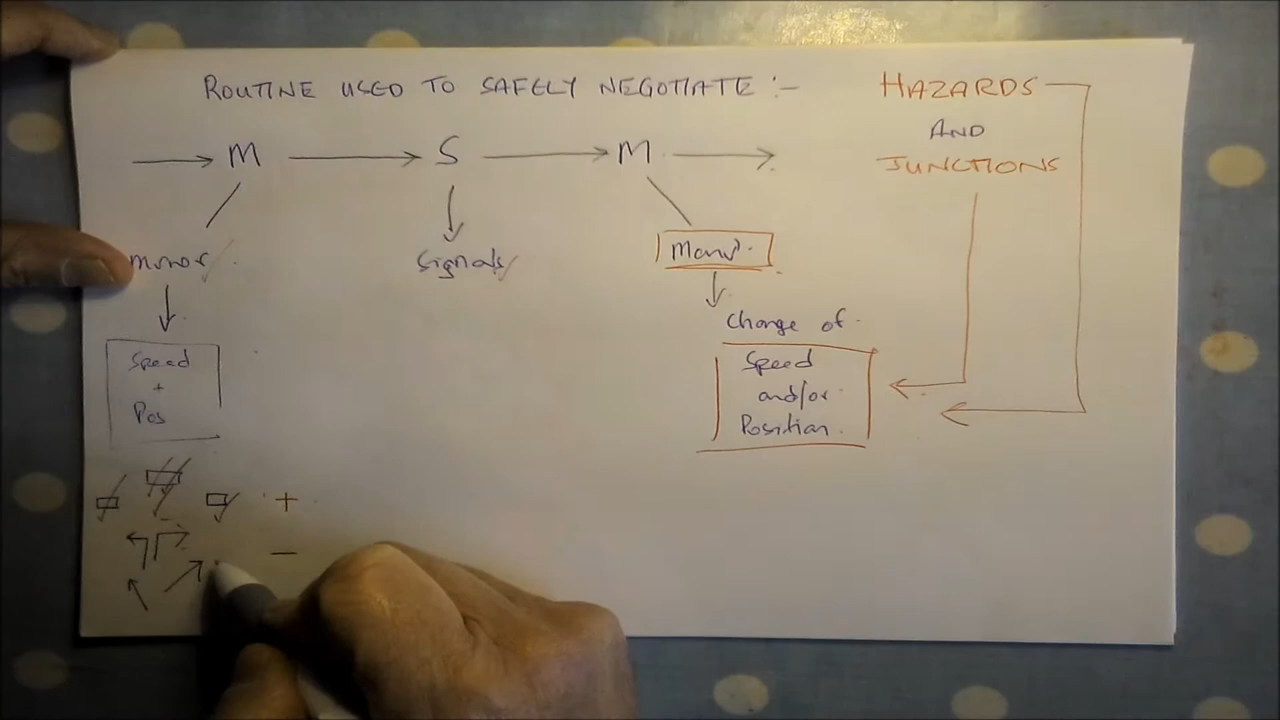 ROUTINE USED TO SAFELY NEGOTIATE :-
HAZARDS
AND
JUNCTIONS
M S M
Mirror
Signals
Manv.
Change of
Speed
and/or
Position
Speed
+
Pos
+
-